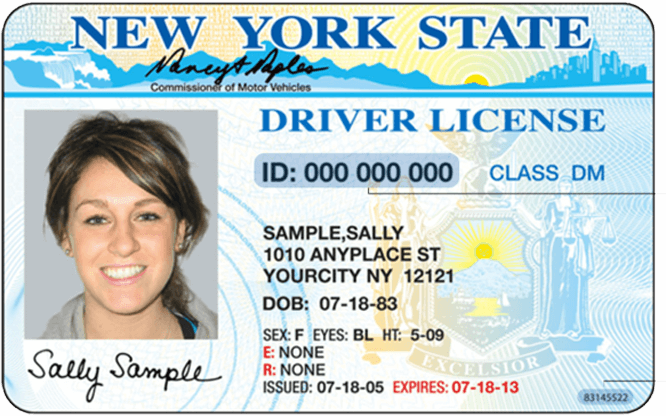 NEW YORK STATE
Nancy A Naples
Commissioner of Motor Vehicles
DRIVER LICENSE
ID: 000 000 000 CLASS DM
SAMPLE,SALLY
1010 ANYPLACE ST
YOURCITY NY 12121
DOB: 07-18-83
SEX: F EYES: BL HT: 5-09
E: NONE
R: NONE
ISSUED: 07-18-05 EXPIRES: 07-18-13
Sally Sample
EXCELSIOR
83145522